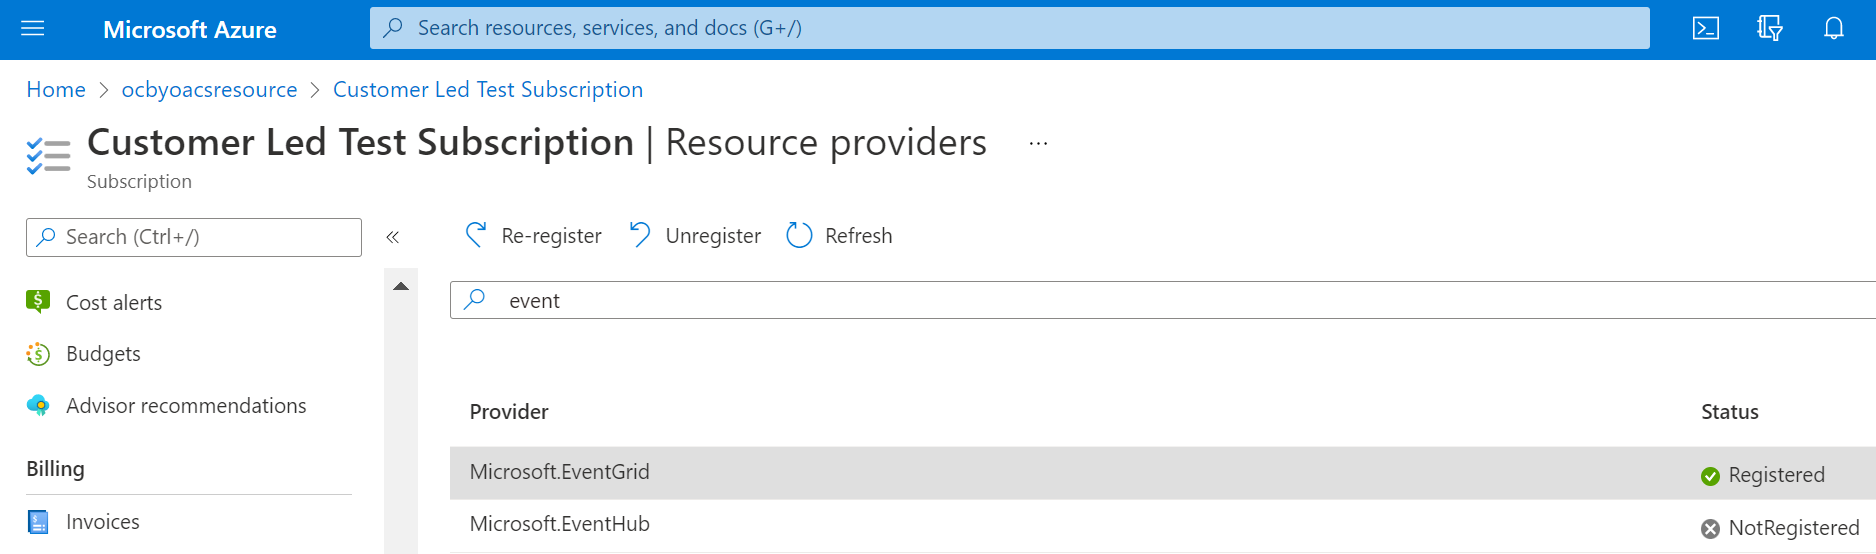 Microsoft Azure
Search resources, services, and docs (G+/)
Home > ocbyoacsresource > Customer Led Test Subscription
Customer Led Test Subscription | Resource providers ...
Subscription
Search (Ctrl+/)
«
Re-register
Unregister
Refresh
event
Cost alerts
Budgets
Advisor recommendations
Billing
Invoices
Provider Status
Microsoft.EventGrid Registered
Microsoft.EventHub NotRegistered